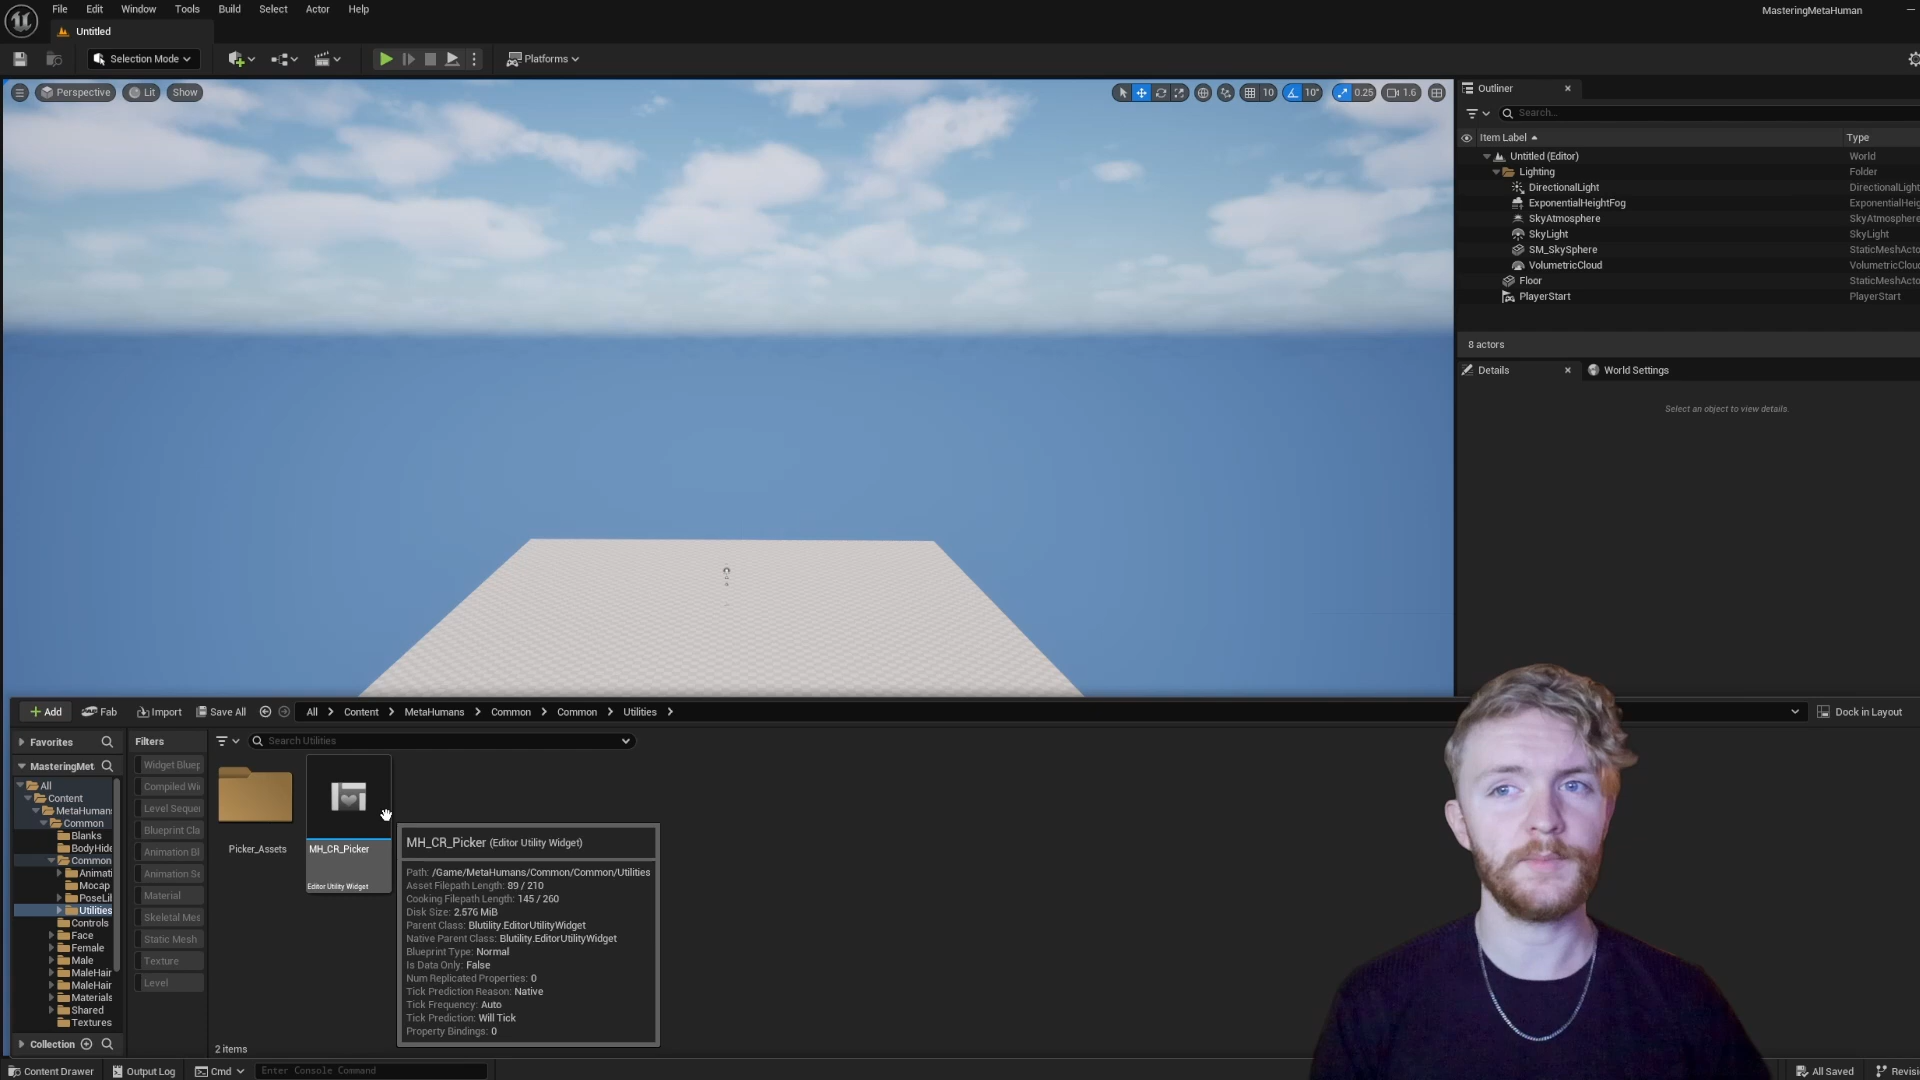 File Edit Window Tools Build Select Actor Help
MasteringMetaHuman
Untitled
Selection Mode
Platforms
Perspective Lit Show
10 10° 0.25 1.6
Outliner
Search...
Item Label Type
Untitled (Editor) World
Lighting Folder
DirectionalLight DirectionalLight
ExponentialHeightFog ExponentialHeig
SkyAtmosphere SkyAtmosphere
SkyLight SkyLight
SM_SkySphere StaticMeshActo
VolumetricCloud VolumetricClou
Floor StaticMeshActo
PlayerStart PlayerStart
8 actors
Details World Settings
Select an object to view details.
Add Fab Import Save All All Content MetaHumans Common Common Utilities Dock in Layout
Favorites
MasteringMet
All
Content
MetaHuman
Common
Blanks
BodyHide
Common
Animati
Mocap
PoseLi
Utilities
Controls
Face
Female
Male
MaleHair
MaleHair
Materials
Shared
Textures
Collection
Filters
Widget Bluep
Compiled Wi
Level Sequen
Blueprint Cla
Animation Bl
Animation Se
Material
Skeletal Mes
Static Mesh
Texture
Level
Search Utilities
Picker_Assets
MH_CR_Picker
Editor Utility Widget
MH_CR_Picker (Editor Utility Widget)
Path: /Game/MetaHumans/Common/Common/Utilities
Asset Filepath Length: 89 / 210
Cooking Filepath Length: 145 / 260
Disk Size: 2.576 MiB
Parent Class: Blutility.EditorUtilityWidget
Native Parent Class: Blutility.EditorUtilityWidget
Blueprint Type: Normal
Is Data Only: False
Num Replicated Properties: 0
Tick Prediction Reason: Native
Tick Frequency: Auto
Tick Prediction: Will Tick
Property Bindings: 0
2 items
Content Drawer Output Log Cmd Enter Console Command All Saved Revisi